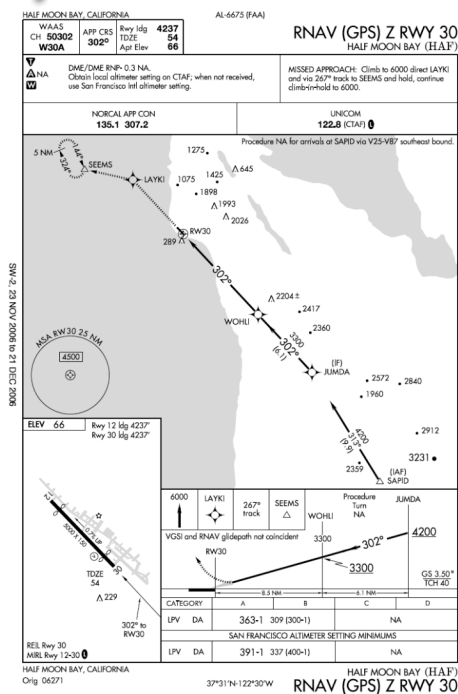 HALF MOON BAY, CALIFORNIA
AL-6675 (FAA)
WAAS
CH 50302
W30A
APP CRS
302°
Rwy ldg 4237
TDZE 54
Apt Elev 66
RNAV (GPS) Z RWY 30
HALF MOON BAY (HAF)
T
A NA
W
DME/DME RNP- 0.3 NA.
Obtain local altimeter setting on CTAF; when not received,
use San Francisco Intl altimeter setting.
MISSED APPROACH: Climb to 6000 direct LAYKI
and via 267° track to SEEMS and hold, continue
climb-in-hold to 6000.
NORCAL APP CON
135.1 307.2
UNICOM
122.8 (CTAF) L
Procedure NA for arrivals at SAPID via V25-V87 southeast bound.
5 NM
144°
324°
SEEMS
LAYKI
1275
1425
645
1075
1898
1993
2026
RW30
289
302°
2204 ±
2417
WOHLI
2360
3300
302°
(6.1)
(IF)
JUMDA
2572
2840
1960
4200
313°
(9.9)
2912
2359
3231
(IAF)
SAPID
MSA RW30 25 NM
4500
SW-2, 23 NOV 2006 to 21 DEC 2006
ELEV 66
Rwy 12 ldg 4237'
Rwy 30 ldg 4237'
12
0.7% UP
5000 X 150
30
TDZE
54
229
302° to
RW30
REIL Rwy 30
MIRL Rwy 12-30 L
6000
LAYKI
267°
track
SEEMS
Procedure
Turn
NA
JUMDA
WOHLI
VGSI and RNAV glidepath not coincident
3300
RW30
302°
4200
3300
GS 3.50°
TCH 40
8.5 NM
6.1 NM
CATEGORY A B C D
LPV DA 363-1 309 (300-1) NA
SAN FRANCISCO ALTIMETER SETTING MINIMUMS
LPV DA 391-1 337 (400-1) NA
HALF MOON BAY, CALIFORNIA
Orig 06271
37°31'N-122°30'W
HALF MOON BAY (HAF)
RNAV (GPS) Z RWY 30